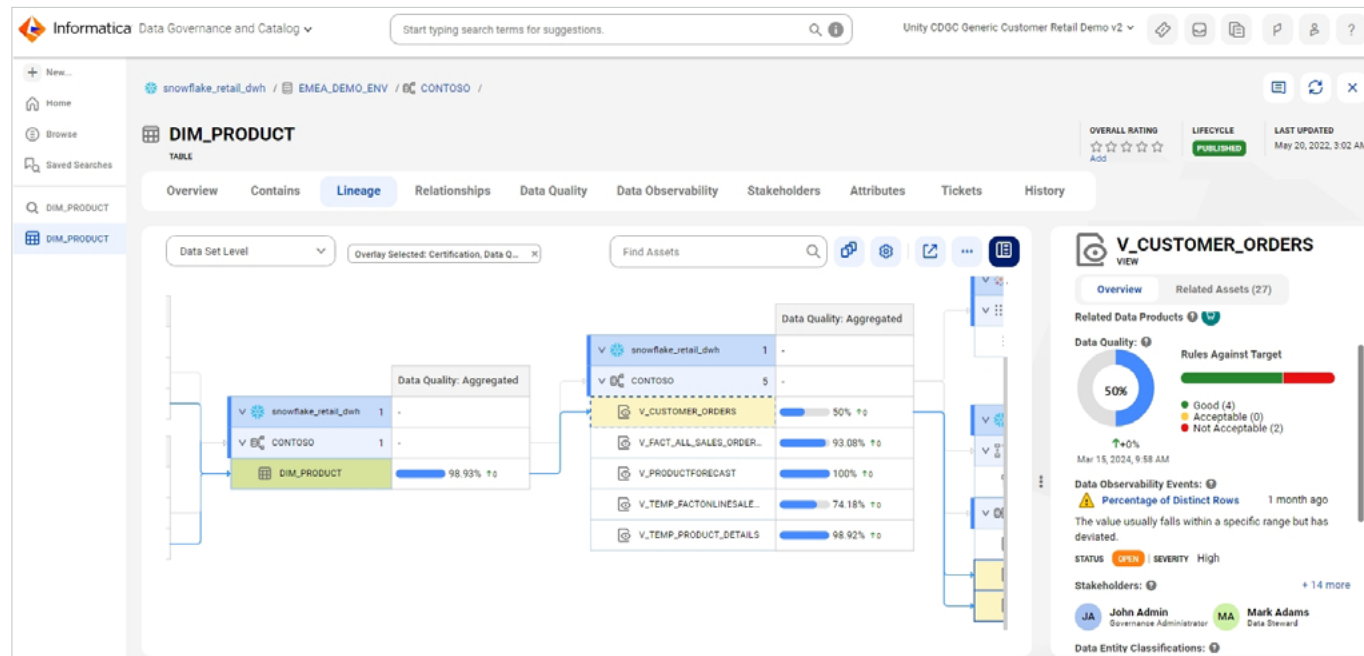 Informatica Data Governance and Catalog
Start typing search terms for suggestions.
Unity CDGC Generic Customer Retail Demo v2
?
New...
Home
Browse
Saved Searches
DIM_PRODUCT
DIM_PRODUCT
snowflake_retail_dwh / EMEA_DEMO_ENV / CONTOSO /
DIM_PRODUCT
TABLE
OVERALL RATING
Add
LIFECYCLE
PUBLISHED
LAST UPDATED
May 20, 2022, 3:02 AM
Overview Contains Lineage Relationships Data Quality Data Observability Stakeholders Attributes Tickets History
Data Set Level
Overlay Selected: Certification, Data Q... ×
Find Assets
Data Quality: Aggregated
snowflake_retail_dwh 1 -
CONTOSO 1 -
DIM_PRODUCT 98.93% ↑0
Data Quality: Aggregated
snowflake_retail_dwh 1 -
CONTOSO 5 -
V_CUSTOMER_ORDERS 50% ↑0
V_FACT_ALL_SALES_ORDER... 93.08% ↑0
V_PRODUCTFORECAST 100% ↑0
V_TEMP_FACTONLINESALE... 74.18% ↑0
V_TEMP_PRODUCT_DETAILS 98.92% ↑0
V_CUSTOMER_ORDERS
VIEW
Overview Related Assets (27)
Related Data Products
Data Quality:
50%
↑+0%
Mar 15, 2024, 9:58 AM
Rules Against Target
Good (4)
Acceptable (0)
Not Acceptable (2)
Data Observability Events:
Percentage of Distinct Rows 1 month ago
The value usually falls within a specific range but has
deviated.
STATUS OPEN | SEVERITY High
Stakeholders: + 14 more
JA John Admin
Governance Administrator
MA Mark Adams
Data Steward
Data Entity Classifications: